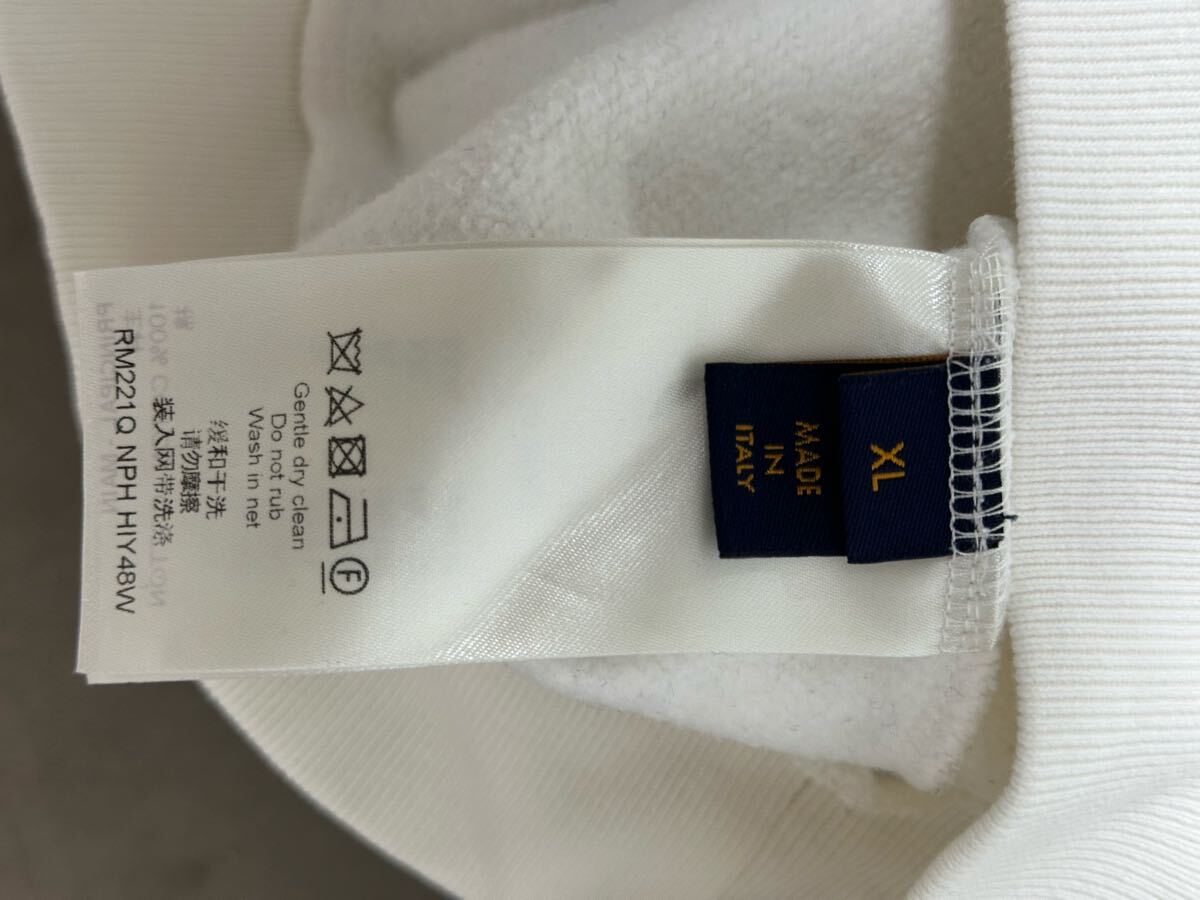 XL
MADE
IN
ITALY
F
Gentle dry clean
Do not rub
Wash in net
缓和干洗
请勿摩擦
装入网带洗涤
RM221Q NPH HIY48W